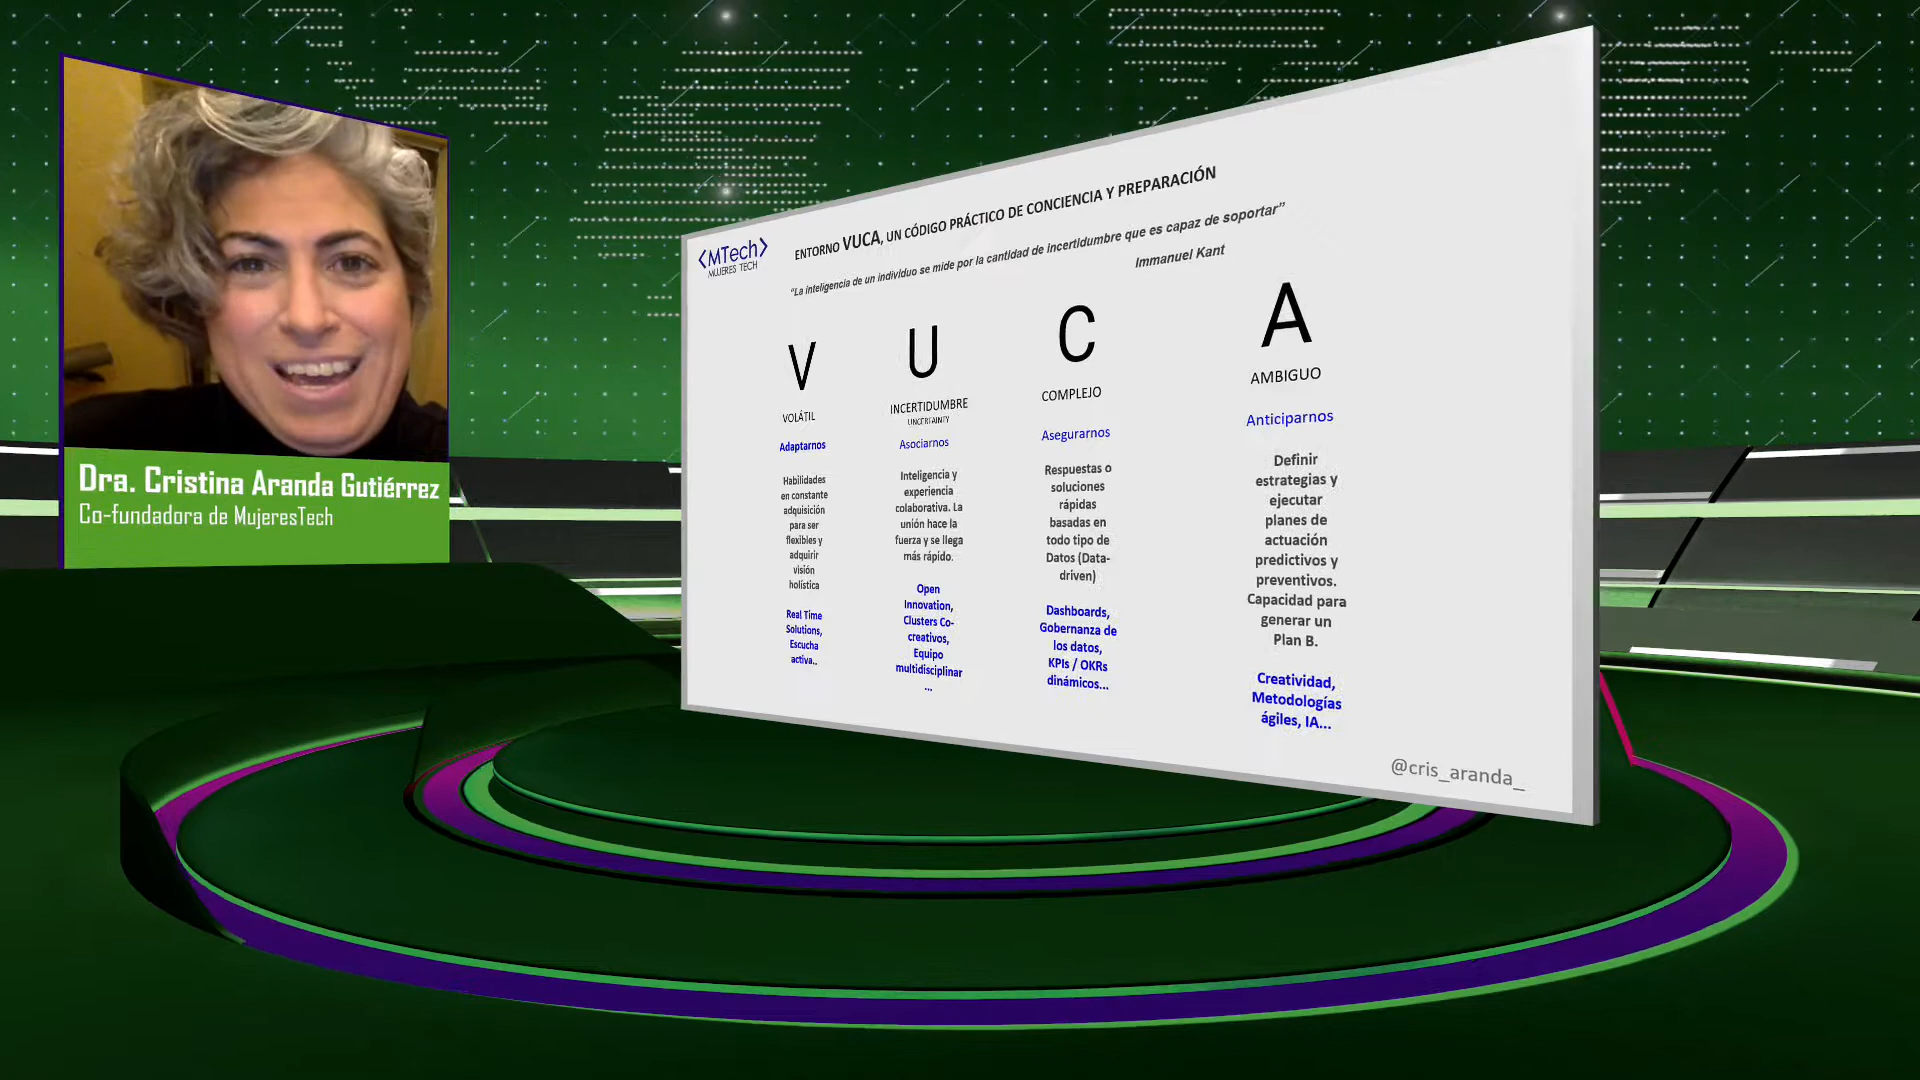 Dra. Cristina Aranda Gutiérrez
Co-fundadora de MujeresTech
<MTech>
MUJERES TECH
ENTORNO VUCA, UN CÓDIGO PRÁCTICO DE CONCIENCIA Y PREPARACIÓN
“La inteligencia de un individuo se mide por la cantidad de incertidumbre que es capaz de soportar”
Immanuel Kant
V
VOLÁTIL
Adaptarnos
Habilidades
en constante
adquisición
para ser
flexibles y
adquirir
visión
holística
Real Time
Solutions,
Escucha
activa..
U
INCERTIDUMBRE
UNCERTAINTY
Asociarnos
Inteligencia y
experiencia
colaborativa. La
unión hace la
fuerza y se llega
más rápido.
Open
Innovation,
Clusters Co-
creativos,
Equipo
multidisciplinar
...
C
COMPLEJO
Asegurarnos
Respuestas o
soluciones
rápidas
basadas en
todo tipo de
Datos (Data-
driven)
Dashboards,
Gobernanza de
los datos,
KPIs / OKRs
dinámicos...
A
AMBIGUO
Anticiparnos
Definir
estrategias y
ejecutar
planes de
actuación
predictivos y
preventivos.
Capacidad para
generar un
Plan B.
Creatividad,
Metodologías
ágiles, IA...
@cris_aranda_